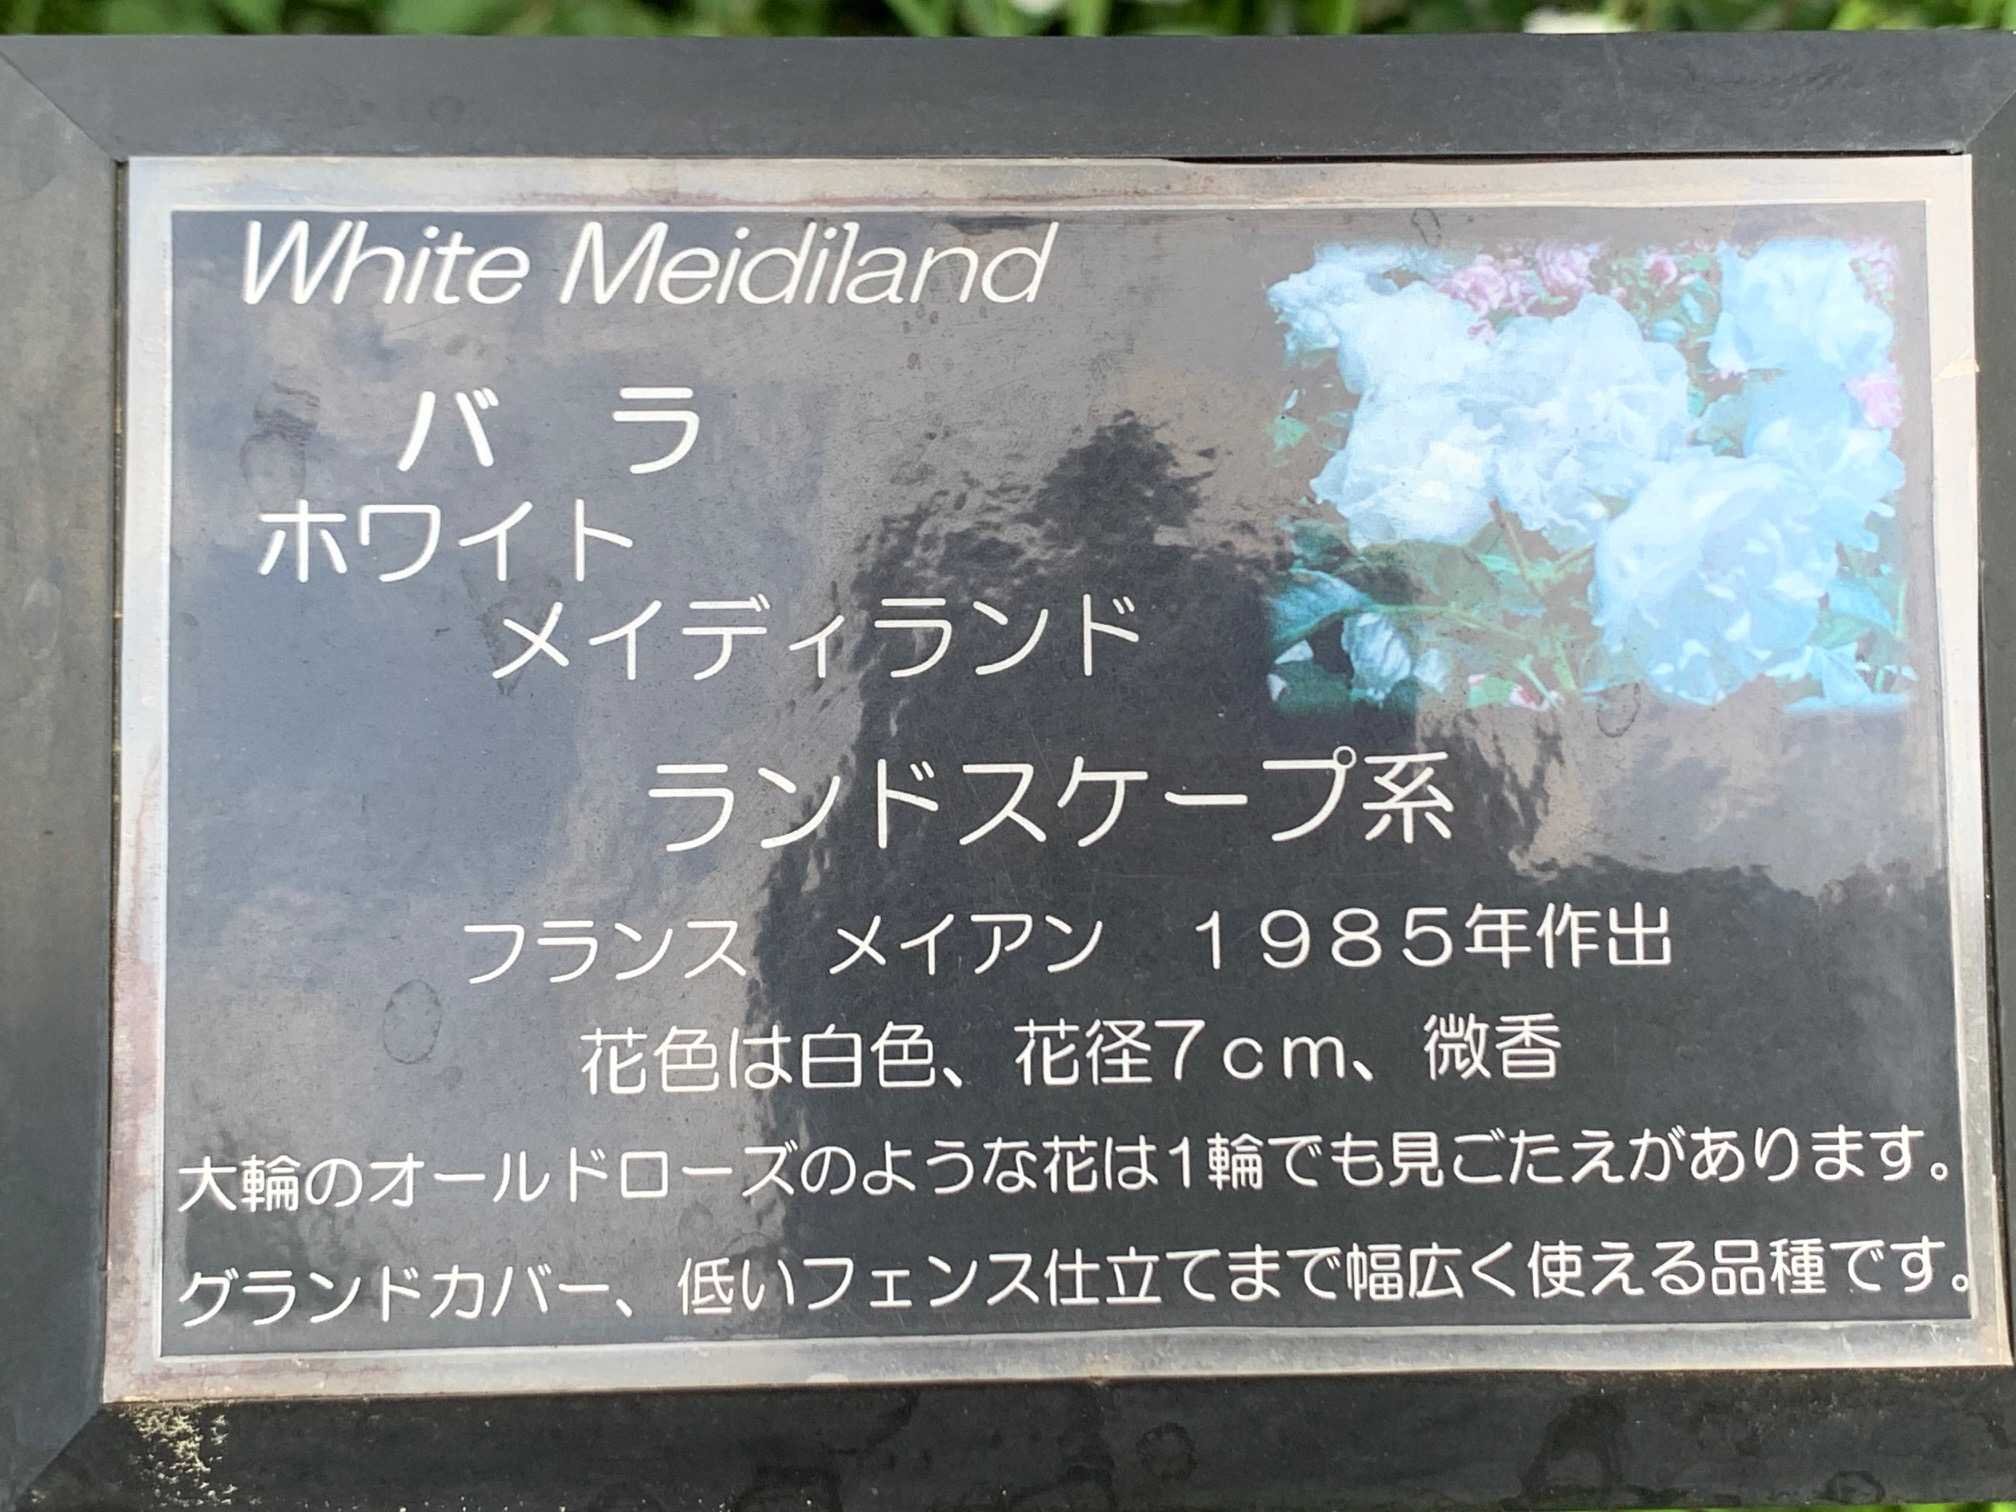 White Meidiland
バ　ラ
ホワイト
メイディランド
ランドスケープ系
フランス　メイアン　１９８５年作出
花色は白色、花径７ｃｍ、微香
大輪のオールドローズのような花は１輪でも見ごたえがあります。
グランドカバー、低いフェンス仕立てまで幅広く使える品種です。